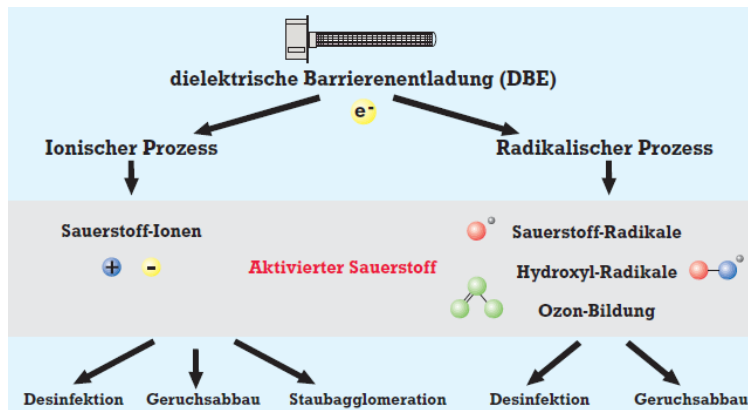 dielektrische Barrierenentladung (DBE)
e-
Ionischer Prozess
Radikalischer Prozess
Sauerstoff-Ionen
+ -
Aktivierter Sauerstoff
Sauerstoff-Radikale
Hydroxyl-Radikale
Ozon-Bildung
Desinfektion Geruchsabbau Staubagglomeration Desinfektion Geruchsabbau